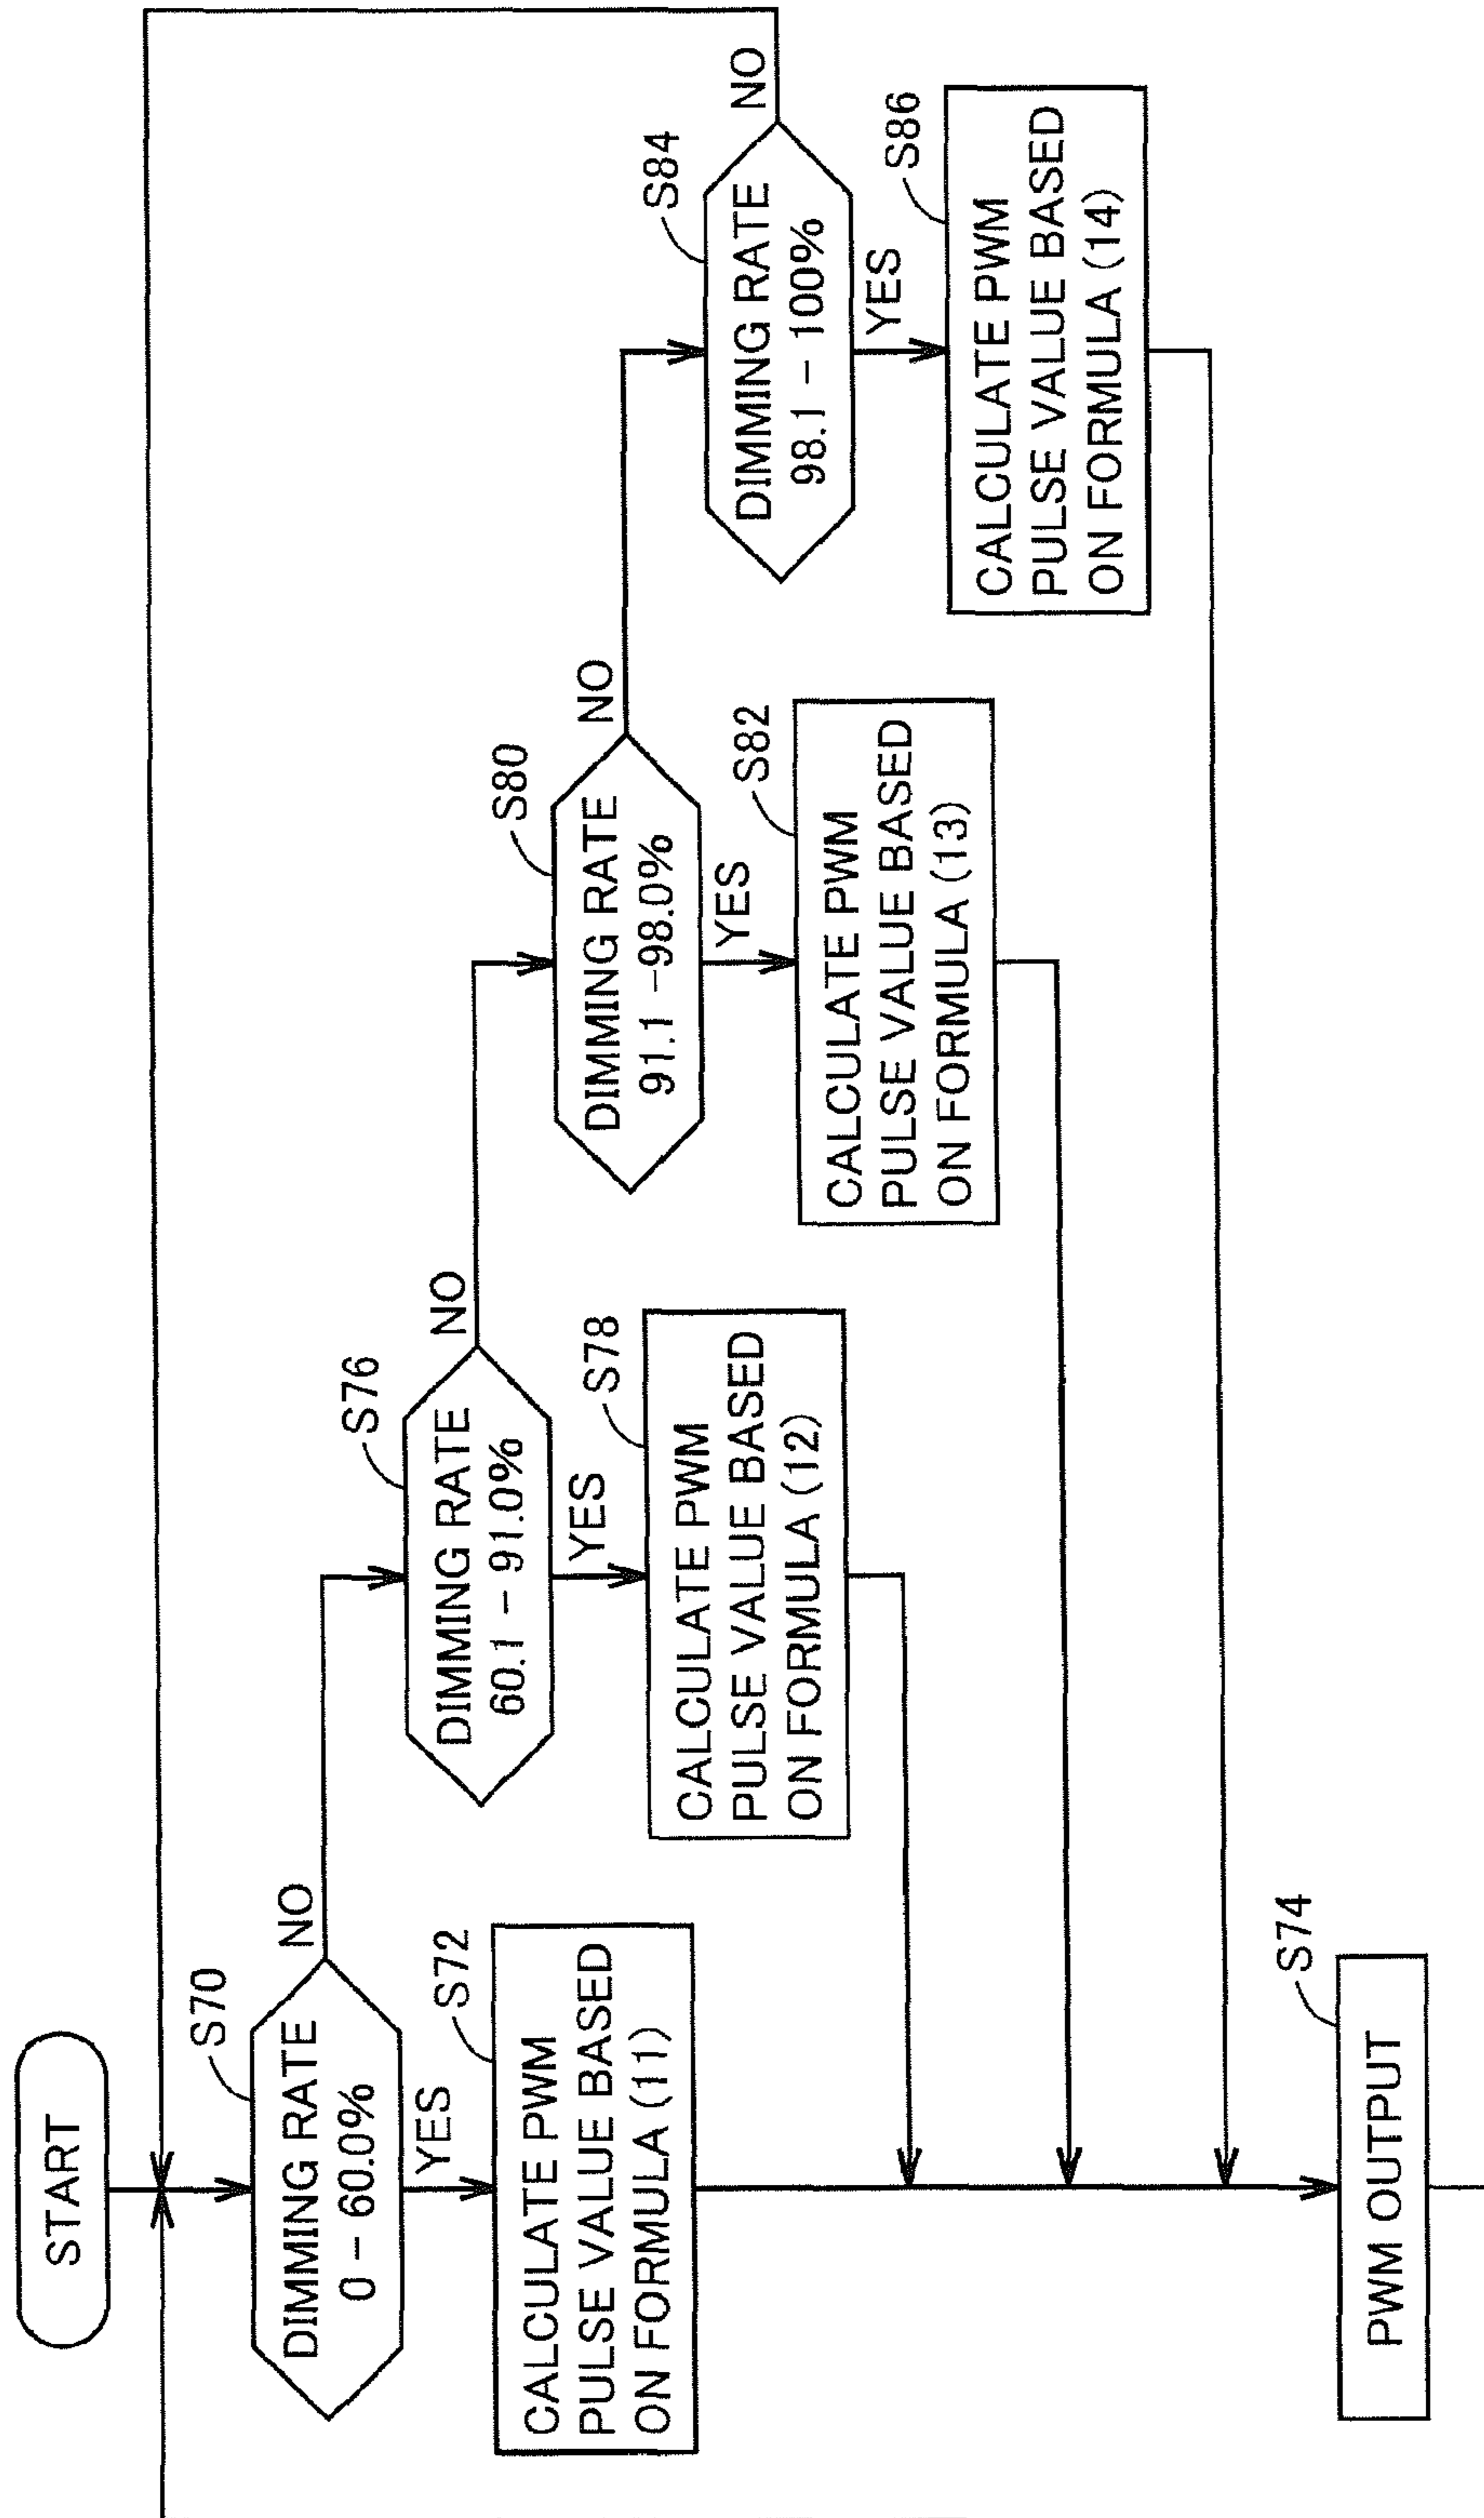 START
S70
DIMMING RATE
0 – 60.0%
NO
YES
S72
CALCULATE PWM
PULSE VALUE BASED
ON FORMULA (11)
S76
DIMMING RATE
60.1 – 91.0%
NO
YES
S78
CALCULATE PWM
PULSE VALUE BASED
ON FORMULA (12)
S80
DIMMING RATE
91.1 –98.0%
NO
YES
S82
CALCULATE PWM
PULSE VALUE BASED
ON FORMULA (13)
S84
DIMMING RATE
98.1 – 100%
NO
YES
S86
CALCULATE PWM
PULSE VALUE BASED
ON FORMULA (14)
S74
PWM OUTPUT